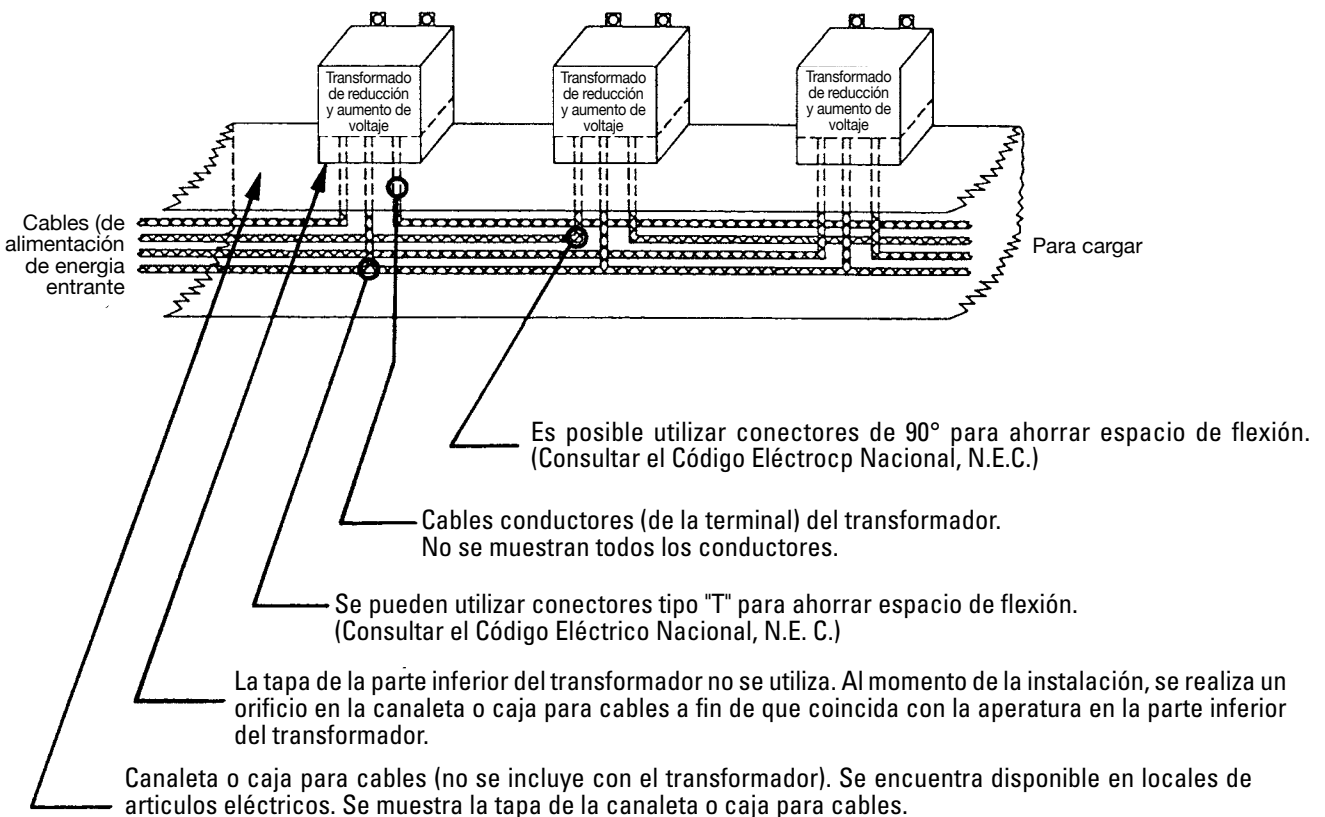 Transformado
de reducción
y aumento de
voltaje
Transformado
de reducción
y aumento de
voltaje
Transformado
de reducción
y aumento de
voltaje
Cables (de
alimentación
de energia
entrante
Para cargar
Es posible utilizar conectores de 90° para ahorrar espacio de flexión.
(Consultar el Código Eléctrocp Nacional, N.E.C.)
Cables conductores (de la terminal) del transformador.
No se muestran todos los conductores.
Se pueden utilizar conectores tipo "T" para ahorrar espacio de flexión.
(Consultar el Código Eléctrico Nacional, N.E. C.)
La tapa de la parte inferior del transformador no se utiliza. Al momento de la instalación, se realiza un
orificio en la canaleta o caja para cables a fin de que coincida con la aperatura en la parte inferior
del transformador.
Canaleta o caja para cables (no se incluye con el transformador). Se encuentra disponible en locales de
articulos eléctricos. Se muestra la tapa de la canaleta o caja para cables.